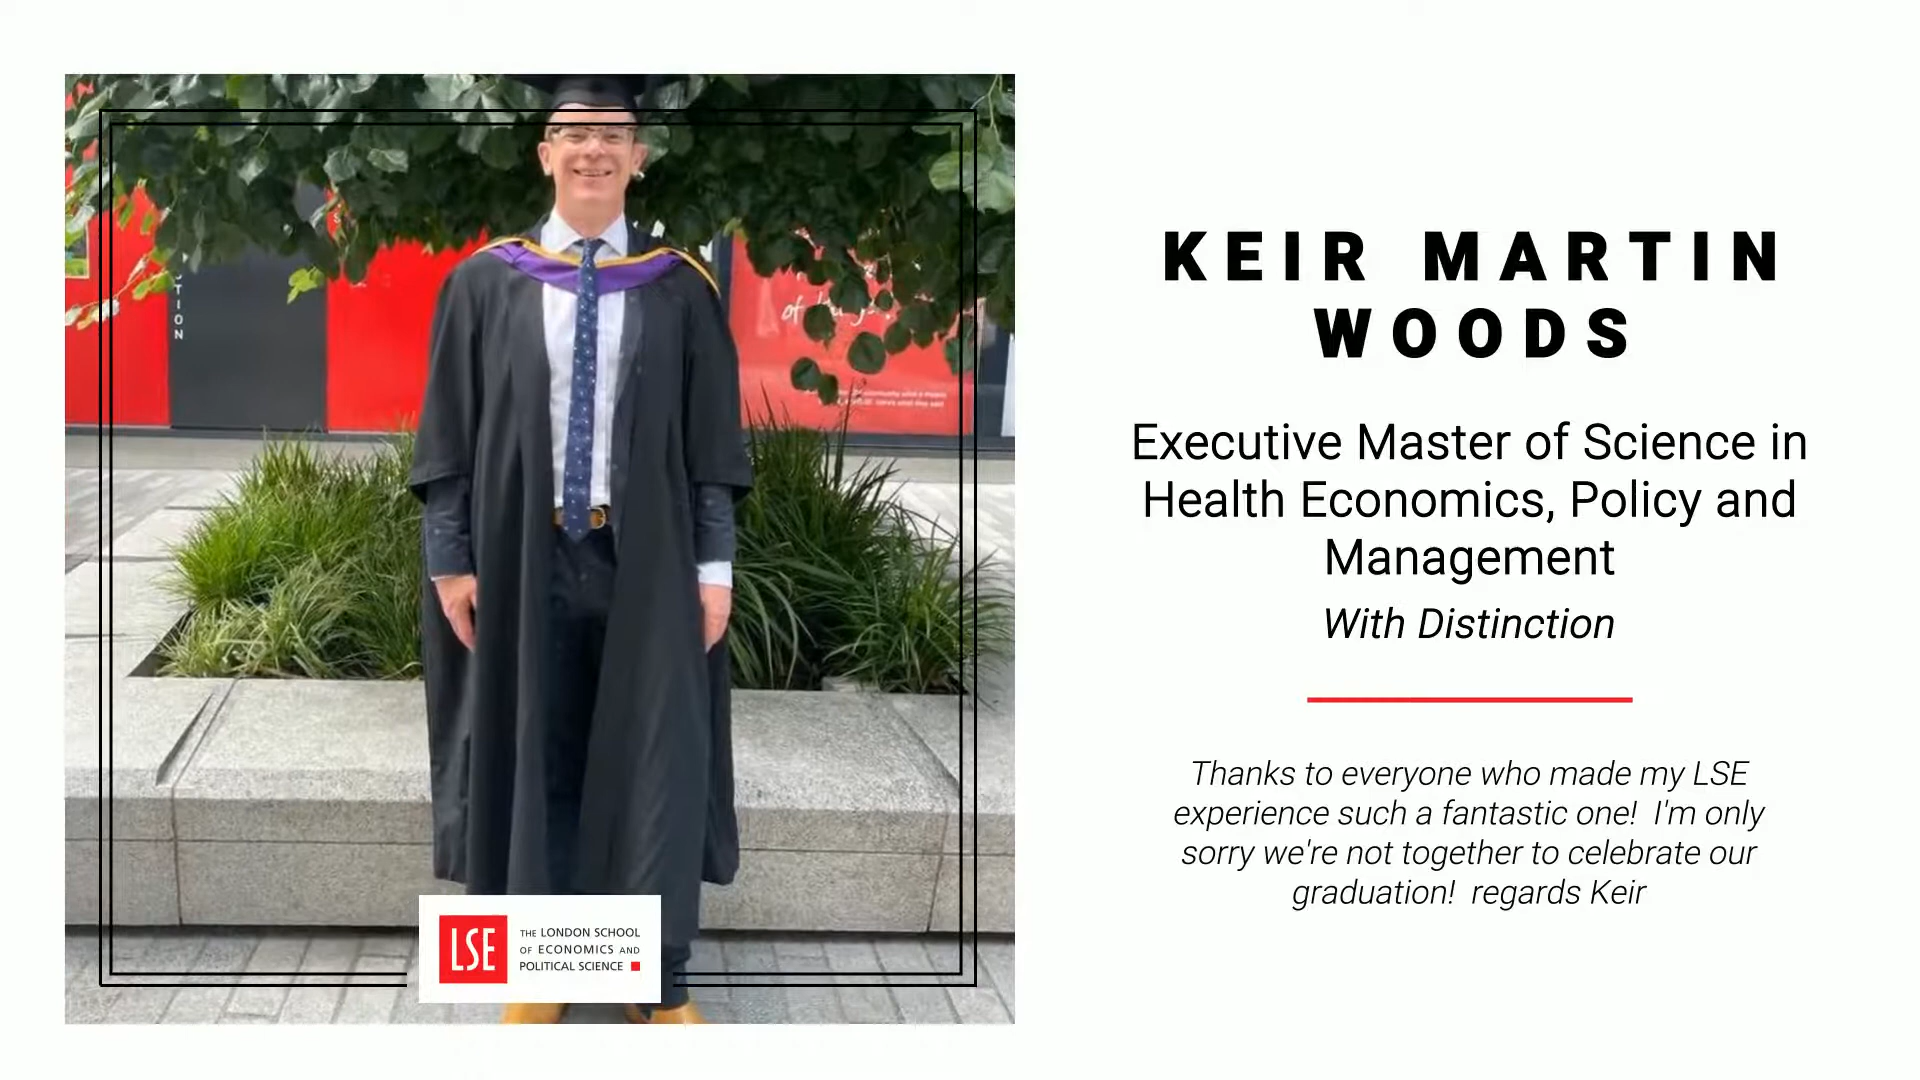 KEIR MARTIN
WOODS
Executive Master of Science in
Health Economics, Policy and
Management
With Distinction
Thanks to everyone who made my LSE
experience such a fantastic one!  I'm only
sorry we're not together to celebrate our
graduation!  regards Keir
CTION
LSE
THE LONDON SCHOOL
OF ECONOMICS AND
POLITICAL SCIENCE